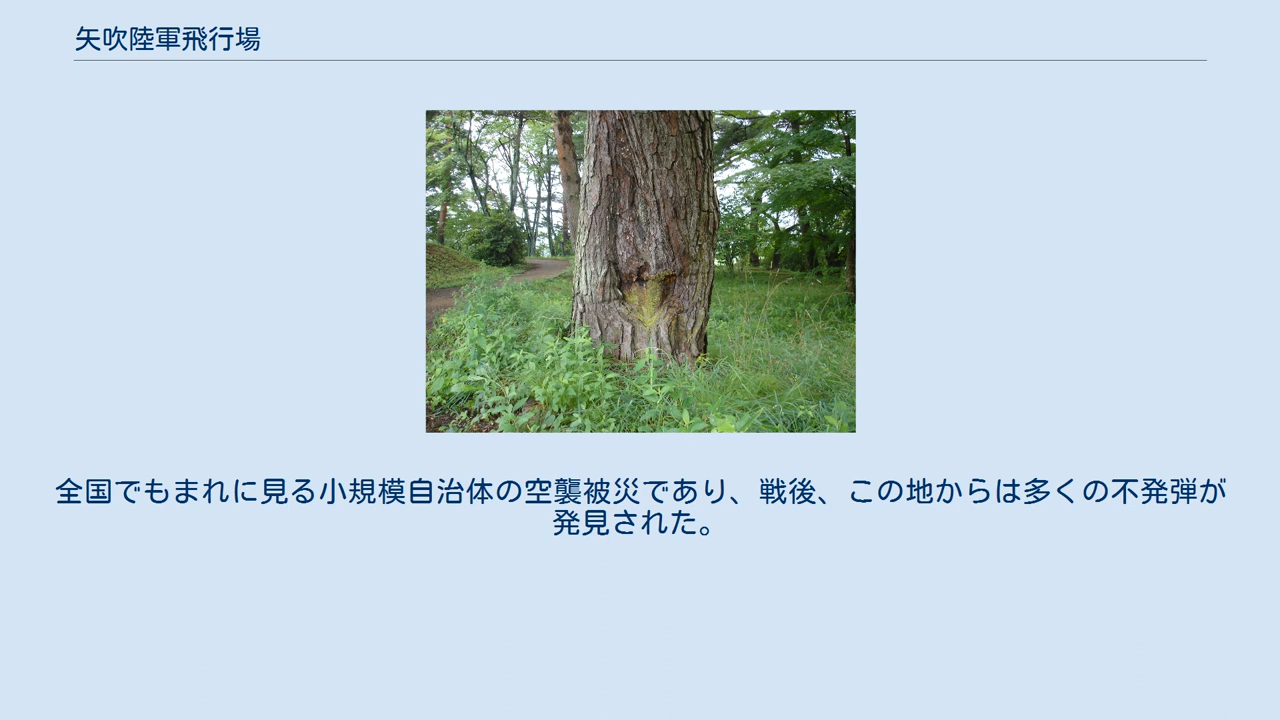 矢吹陸軍飛行場
全国でもまれに見る小規模自治体の空襲被災であり、戦後、この地からは多くの不発弾が
発見された。